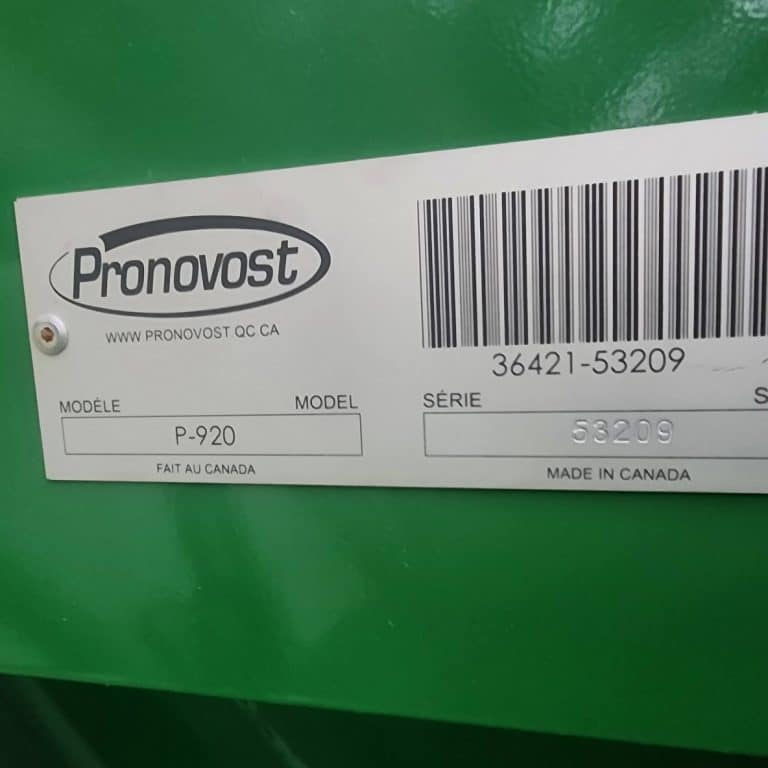 Pronovost
WWW PRONOVOST QC CA
36421-53209
MODÈLE MODEL
P-920
FAIT AU CANADA
SÉRIE S
53209
MADE IN CANADA